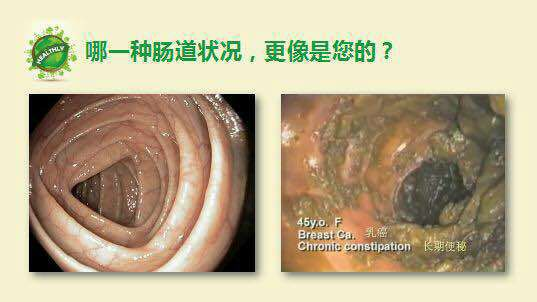 哪一种肠道状况，更像是您的？
HEALTHLY
45y.o. F
Breast Ca. 乳癌
Chronic constipation 长期便秘